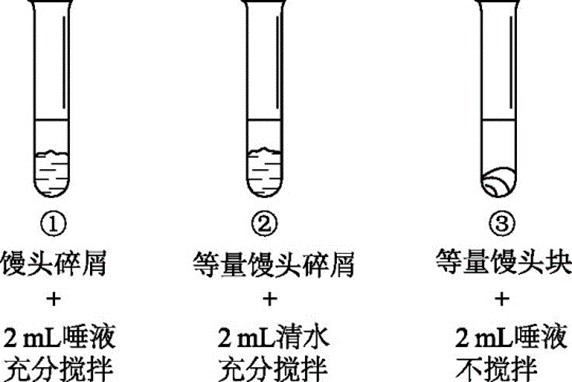 ① ② ③
馒头碎屑 等量馒头碎屑 等量馒头块
+ + +
2 mL唾液 2 mL清水 2 mL唾液
充分搅拌 充分搅拌 不搅拌